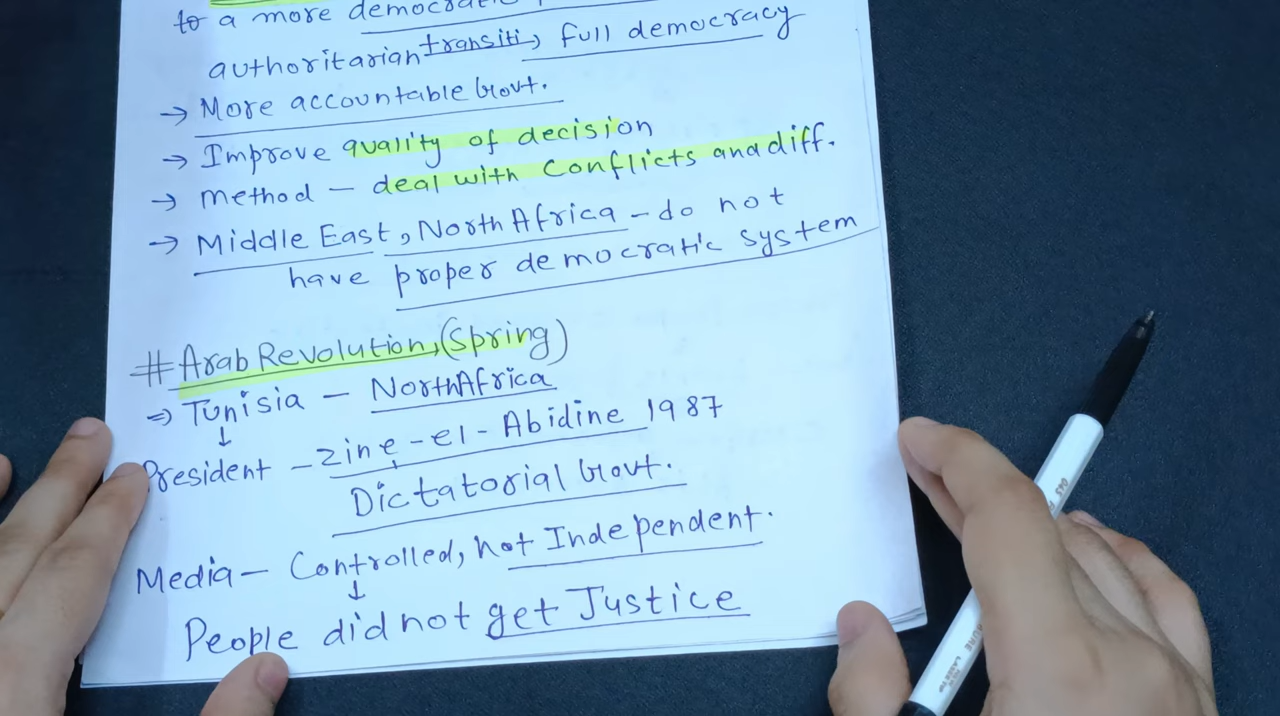 to a more democratic
authoritarian transiti, full democracy
→ More accountable Govt.
→ Improve quality of decision
→ method – deal with Conflicts and diff.
→ Middle East, North Africa – do not
have proper democratic system
# Arab Revolution, (Spring)
⇒ Tunisia – North Africa
↓
President – Zine-el-Abidine 1987
Dictatorial Govt.
Media – Controlled, not Independent.
↓
People did not get Justice